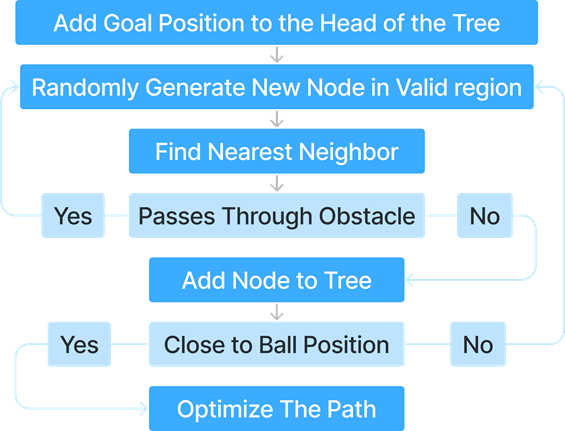 Add Goal Position to the Head of the Tree
Randomly Generate New Node in Valid region
Find Nearest Neighbor
Yes Passes Through Obstacle No
Add Node to Tree
Yes Close to Ball Position No
Optimize The Path